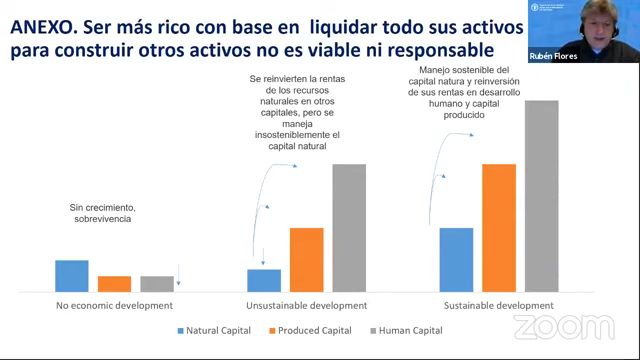 ANEXO. Ser más rico con base en liquidar todo sus activos
para construir otros activos no es viable ni responsable
Rubén Flores
Se reinvierten la rentas
de los recursos
naturales en otros
capitales, pero se
maneja
insosteniblemente el
capital natural
Manejo sostenible del
capital natura y reinversión
de sus rentas en desarrollo
humano y capital
producido
Sin crecimiento,
sobrevivencia
No economic development
Unsustainable development
Sustainable development
Natural Capital
Produced Capital
Human Capital
zoom